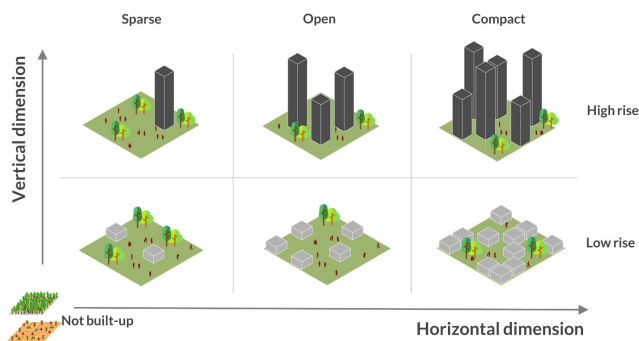 Sparse
Open
Compact
Vertical dimension
High rise
Low rise
Not built-up
Horizontal dimension